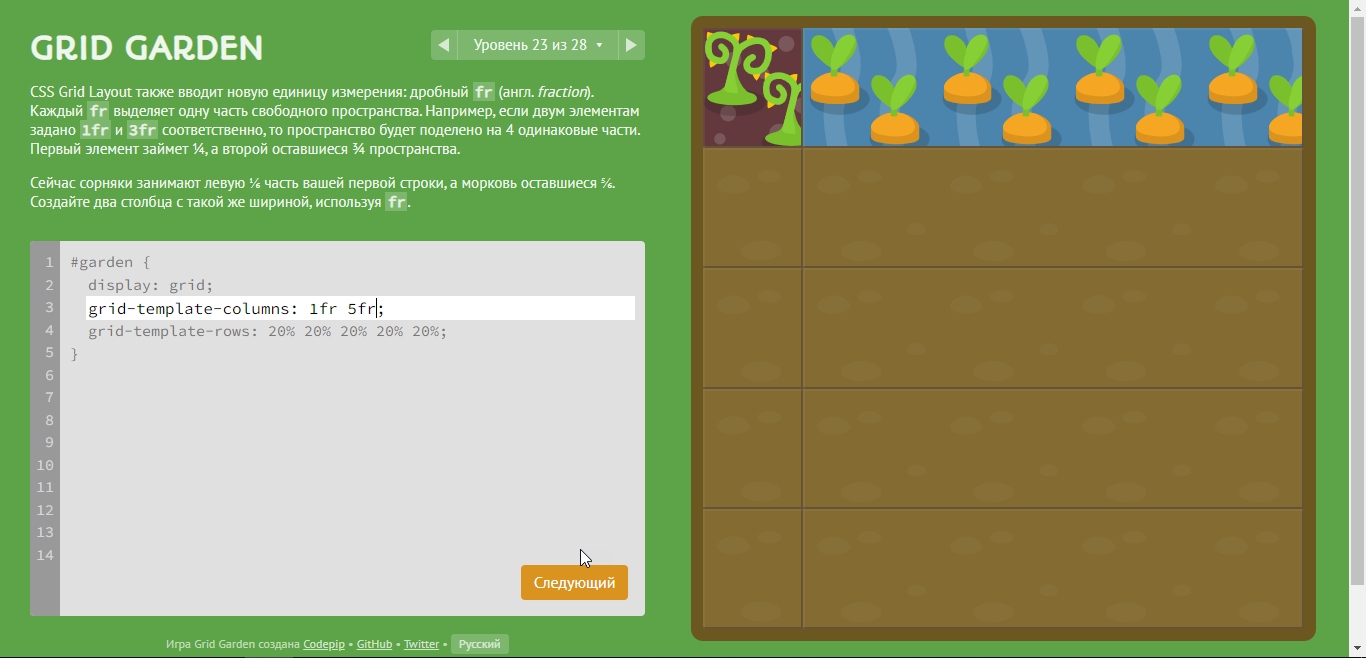 GRID GARDEN
Уровень 23 из 28
CSS Grid Layout также вводит новую единицу измерения: дробный fr (англ. fraction).
Каждый fr выделяет одну часть свободного пространства. Например, если двум элементам
задано 1fr и 3fr соответственно, то пространство будет поделено на 4 одинаковые части.
Первый элемент займет ¼, а второй оставшиеся ¾ пространства.
Сейчас сорняки занимают левую ⅙ часть вашей первой строки, а морковь оставшиеся ⅚.
Создайте два столбца с такой же шириной, используя fr.
1 #garden {
2 display: grid;
3 grid-template-columns: 1fr 5fr;
4 grid-template-rows: 20% 20% 20% 20% 20%;
5 }
6
7
8
9
10
11
12
13
14
Следующий
Игра Grid Garden создана Codepip • GitHub • Twitter • Русский